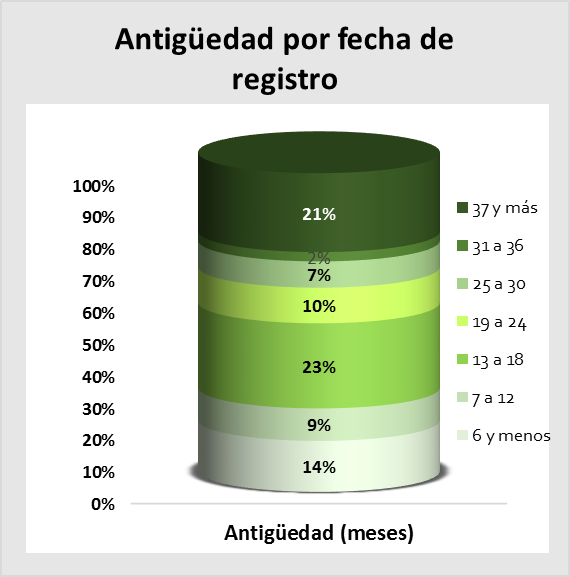 Antigüedad por fecha de
registro
100%
90%
80%
70%
60%
50%
40%
30%
20%
10%
0%
21%
2%
7%
10%
23%
9%
14%
37 y más
31 a 36
25 a 30
19 a 24
13 a 18
7 a 12
6 y menos
Antigüedad (meses)